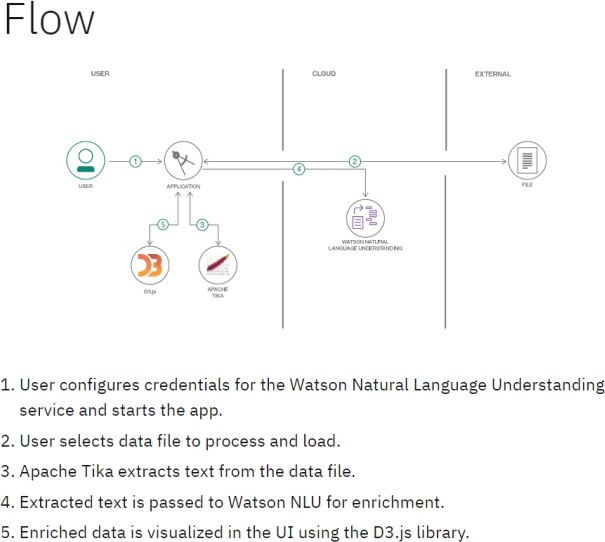 Flow
USER
CLOUD
EXTERNAL
1
2
4
USER
APPLICATION
FILE
5
3
WATSON NATURAL
LANGUAGE UNDERSTANDING
D3.js
APACHE
TIKA
1. User configures credentials for the Watson Natural Language Understanding
service and starts the app.
2. User selects data file to process and load.
3. Apache Tika extracts text from the data file.
4. Extracted text is passed to Watson NLU for enrichment.
5. Enriched data is visualized in the UI using the D3.js library.